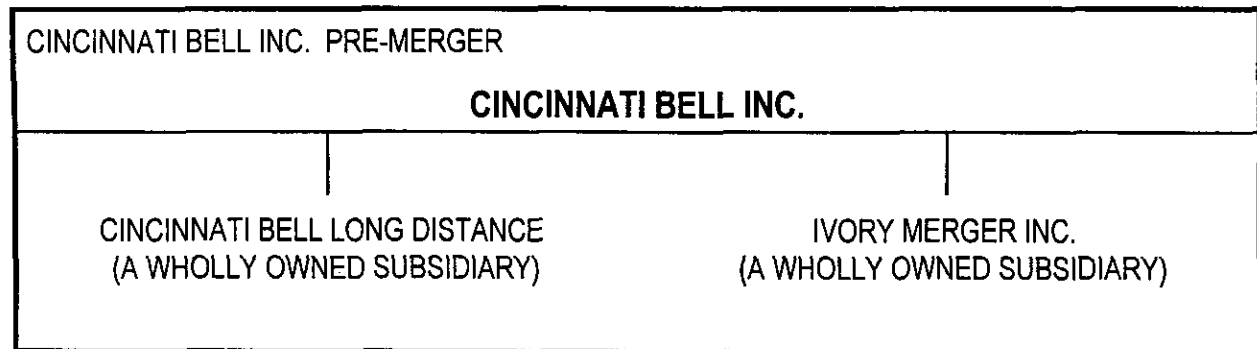 CINCINNATI BELL INC. PRE-MERGER
CINCINNATI BELL INC.
CINCINNATI BELL LONG DISTANCE
(A WHOLLY OWNED SUBSIDIARY)
IVORY MERGER INC.
(A WHOLLY OWNED SUBSIDIARY)